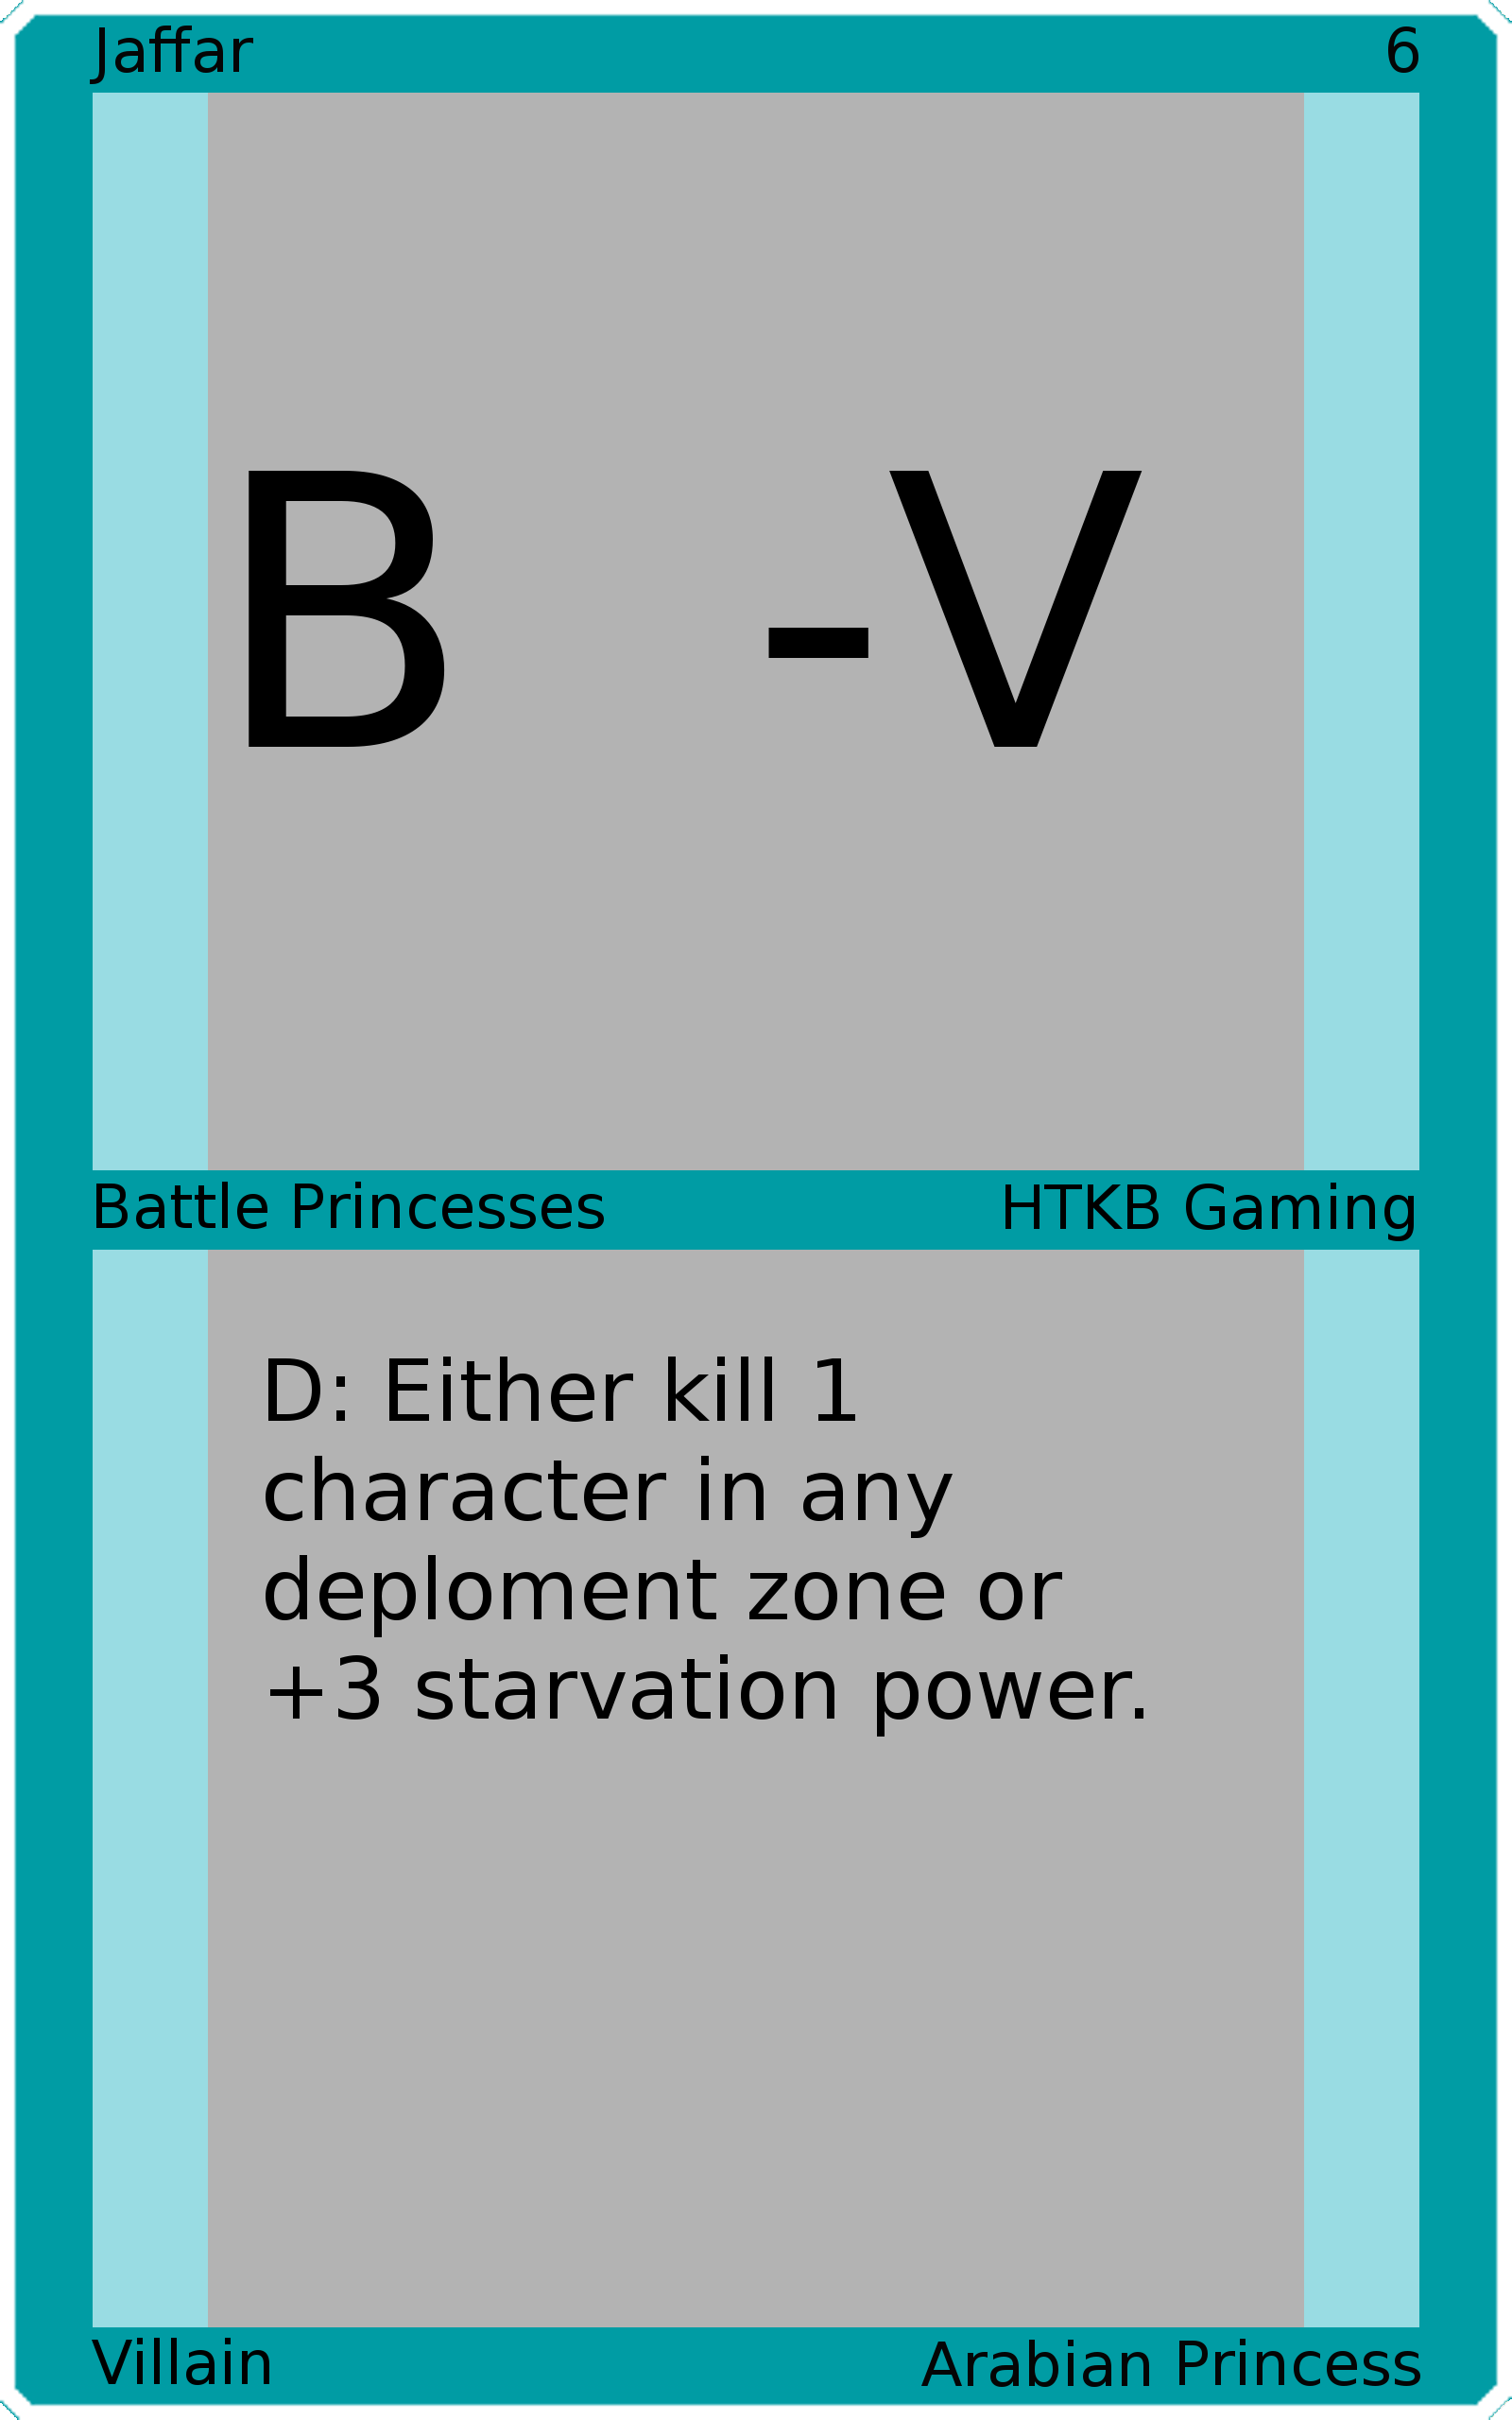 Jaffar 6
B -V
Battle Princesses HTKB Gaming
D: Either kill 1
character in any
deploment zone or
+3 starvation power.
Villain Arabian Princess